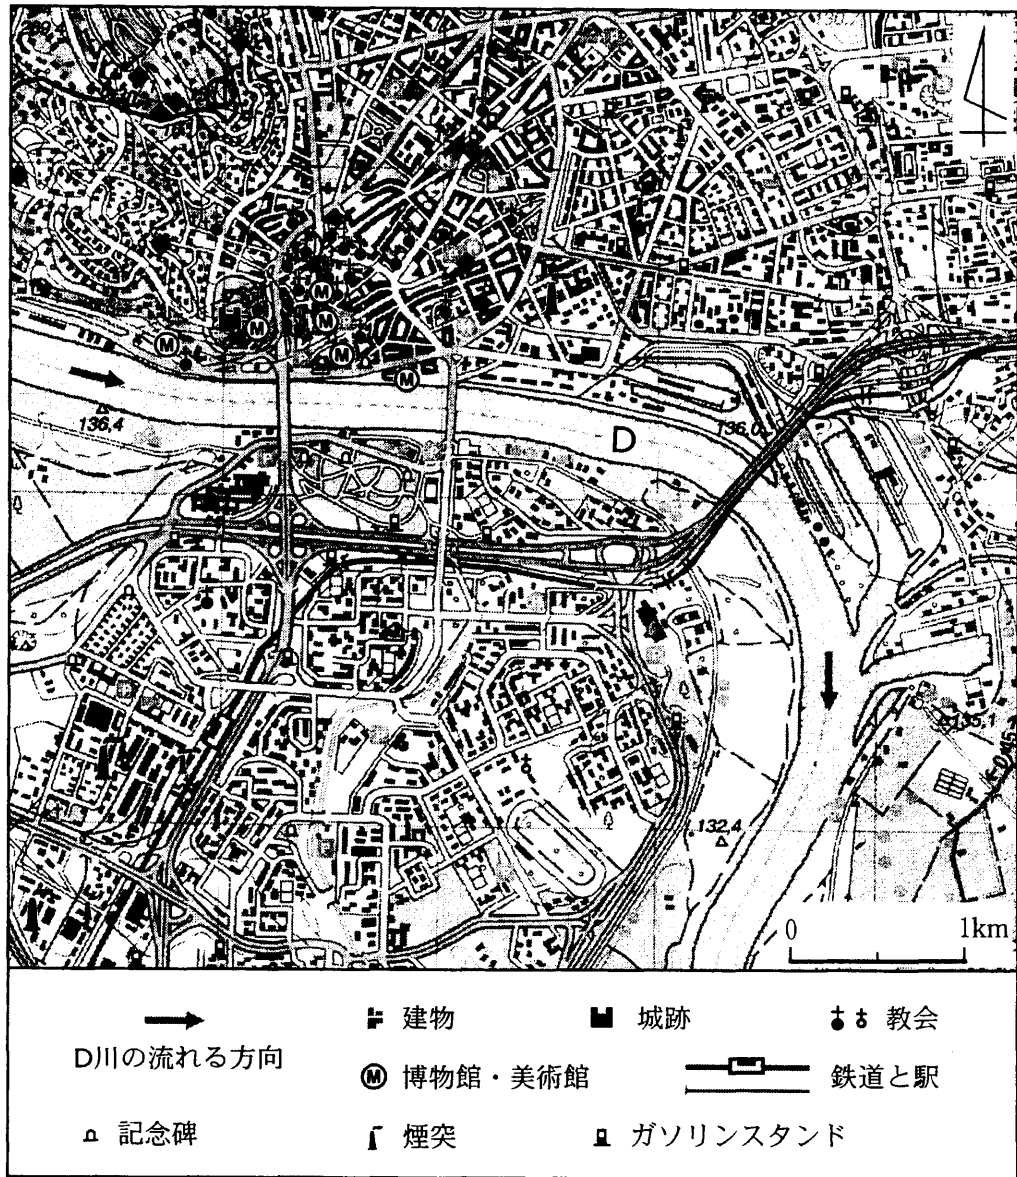 M
M
M
M
M
M
136,4
D
136,0
135,1
132,4
0 1km
D川の流れる方向
建物
城跡
教会
M 博物館・美術館
鉄道と駅
記念碑
煙突
ガソリンスタンド